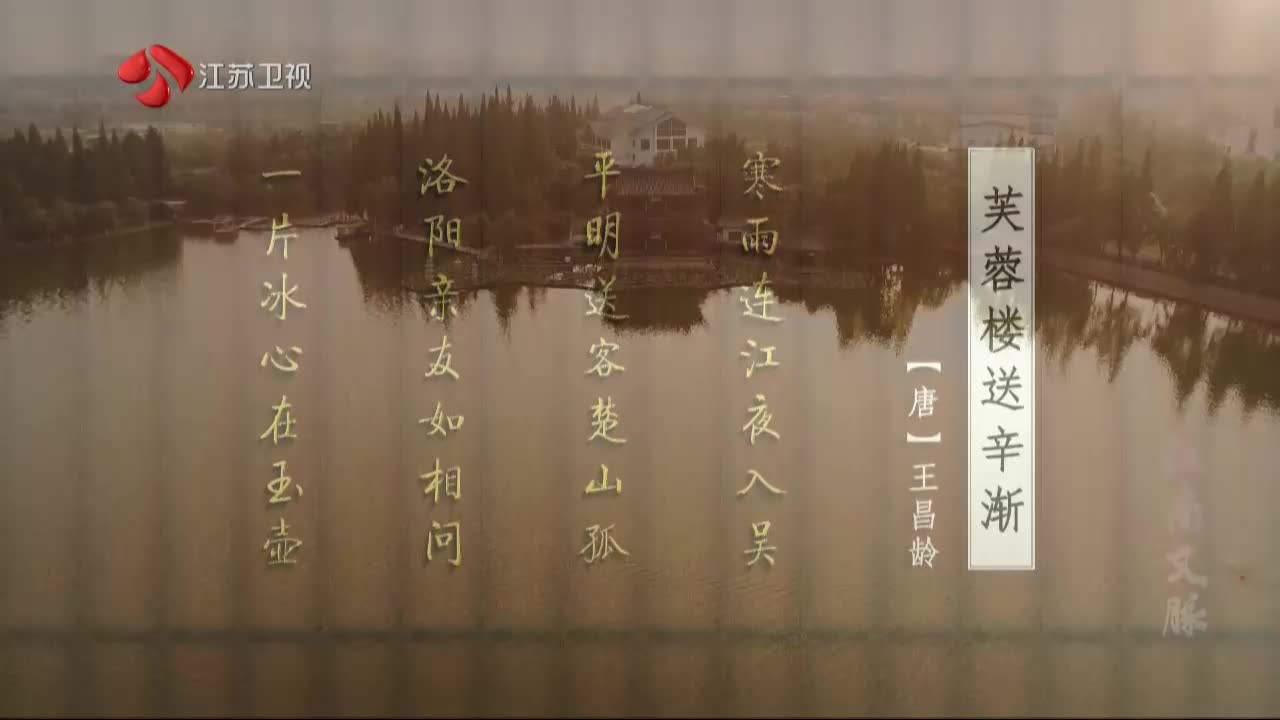 江苏卫视
芙蓉楼送辛渐
【唐】王昌龄
寒雨连江夜入吴
平明送客楚山孤
洛阳亲友如相问
一片冰心在玉壶
文脉